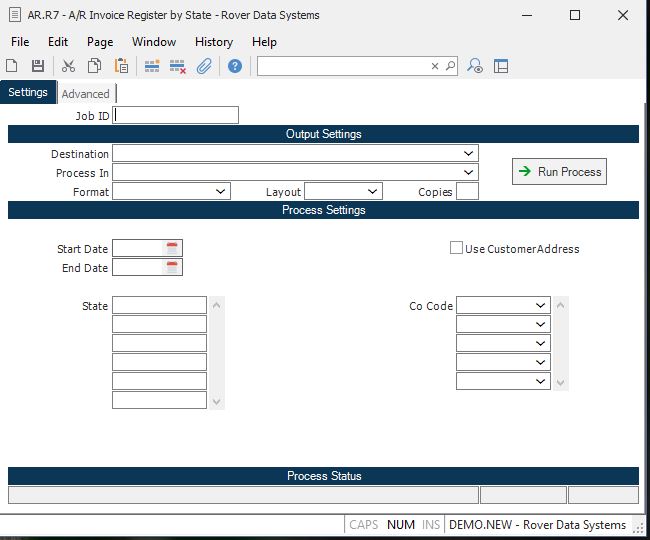 AR.R7 - A/R Invoice Register by State - Rover Data Systems
File Edit Page Window History Help
Settings Advanced
Job ID
Output Settings
Destination
Process In
Run Process
Format Layout Copies
Process Settings
Start Date
Use CustomerAddress
End Date
State Co Code
Process Status
CAPS NUM INS DEMO.NEW - Rover Data Systems